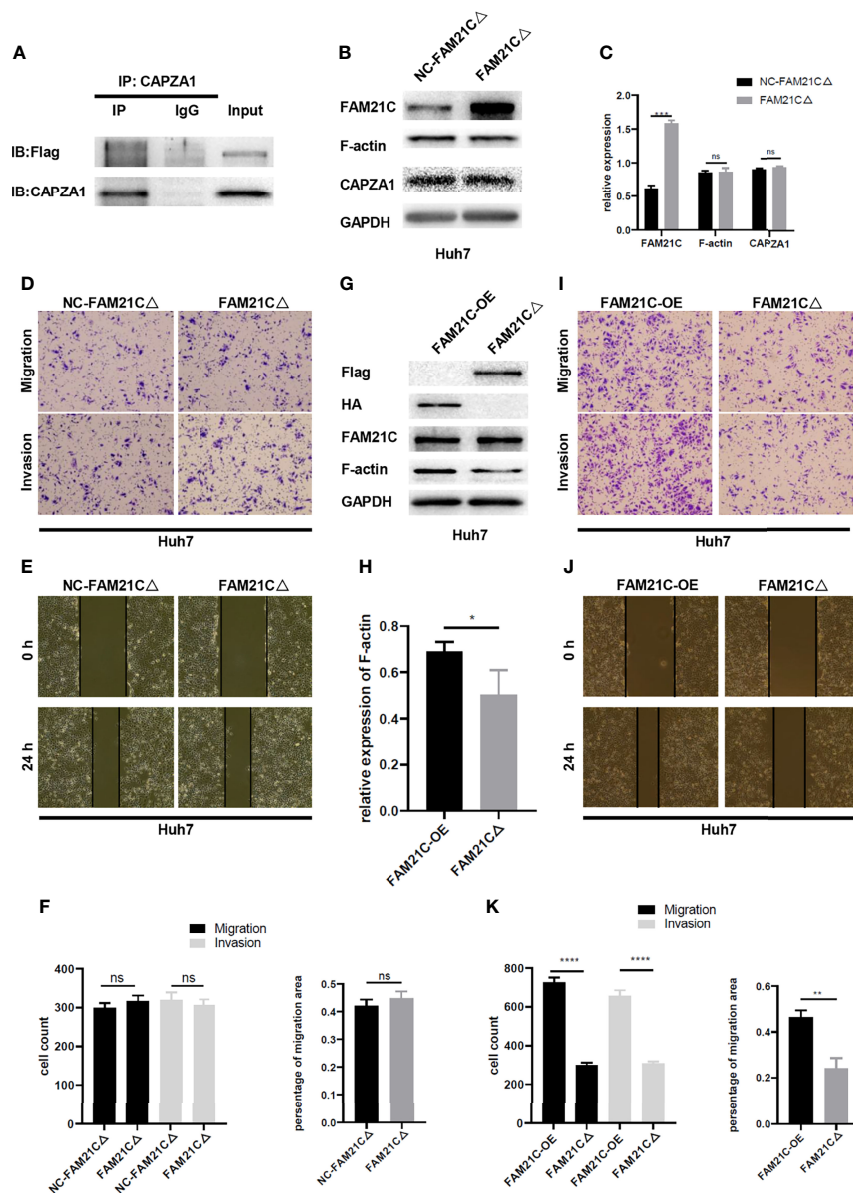 A
IP: CAPZA1
IP IgG Input
IB:Flag
IB:CAPZA1
B
NC-FAM21C△ FAM21C△
FAM21C
F-actin
CAPZA1
GAPDH
Huh7
C
NC-FAM21C△
FAM21C△
relative expression
2.0
1.5
1.0
0.5
0.0
***
ns
ns
FAM21C F-actin CAPZA1
D
NC-FAM21C△ FAM21C△
Migration
Invasion
Huh7
G
FAM21C-OE FAM21C△
Flag
HA
FAM21C
F-actin
GAPDH
Huh7
I
FAM21C-OE FAM21C△
Migration
Invasion
Huh7
E
NC-FAM21C△ FAM21C△
0 h
24 h
Huh7
H
relative expression of F-actin
0.8
0.6
0.4
0.2
0.0
*
FAM21C-OE FAM21CΔ
J
FAM21C-OE FAM21C△
0 h
24 h
Huh7
F
Migration
Invasion
cell count
400
300
200
100
0
ns ns
NC-FAM21C△ FAM21C△ NC-FAM21C△ FAM21C△
persentage of migration area
0.5
0.4
0.3
0.2
0.1
0.0
ns
NC-FAM21C△ FAM21C△
K
Migration
Invasion
cell count
800
600
400
200
0
**** ****
FAM21C-OE FAM21C△ FAM21C-OE FAM21C△
persentage of migration area
0.6
0.4
0.2
0.0
**
FAM21C-OE FAM21C△